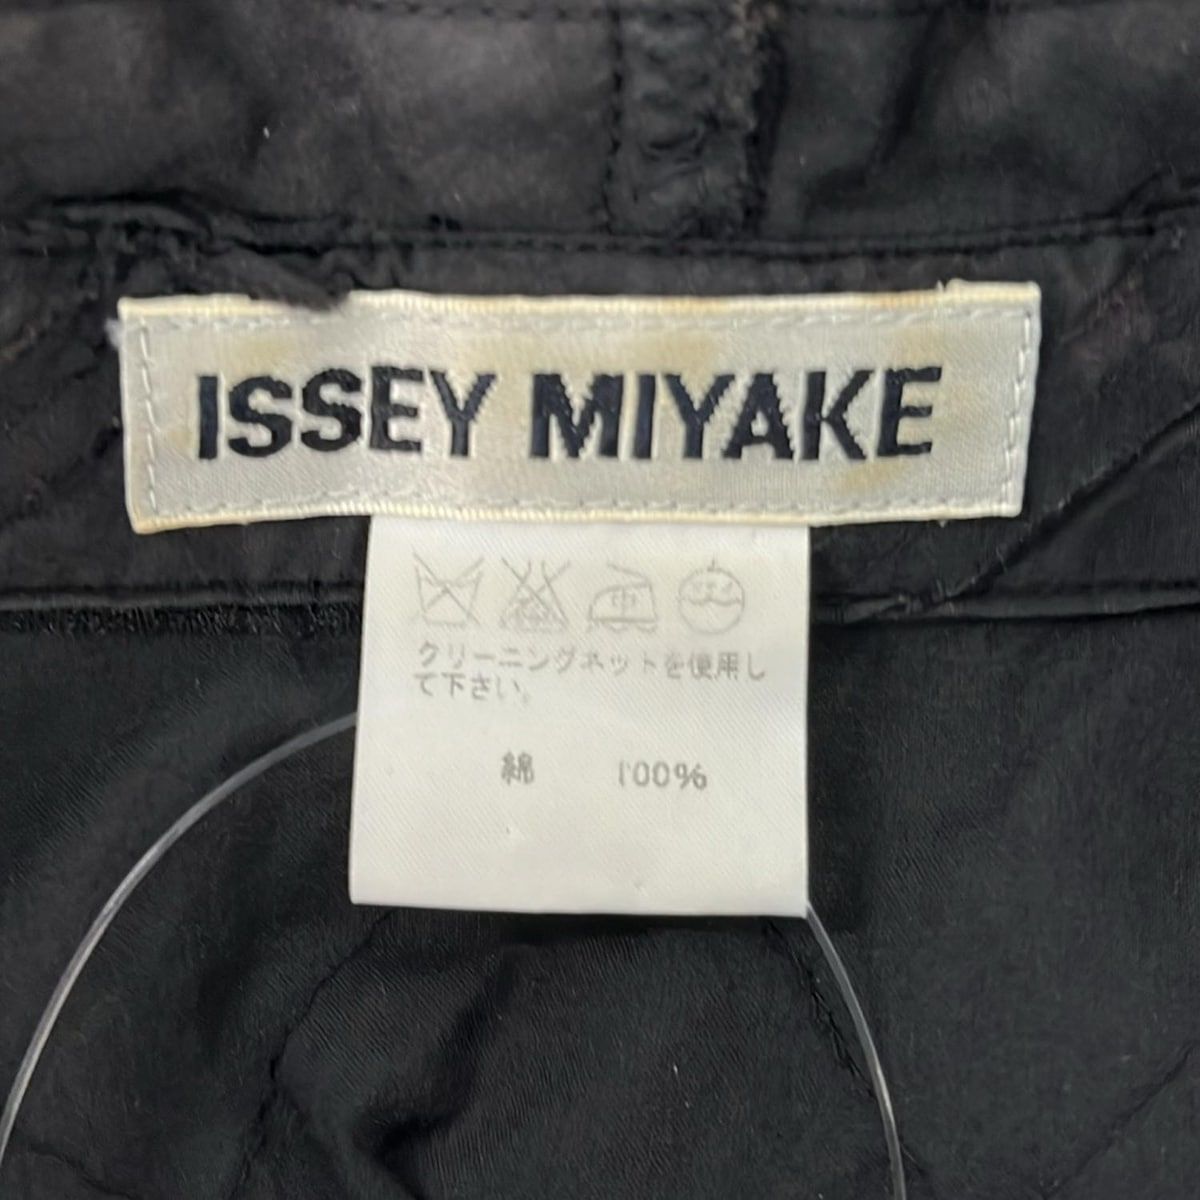 ISSEY MIYAKE
中
クリーニングネットを使用し
て下さい。
綿 100%